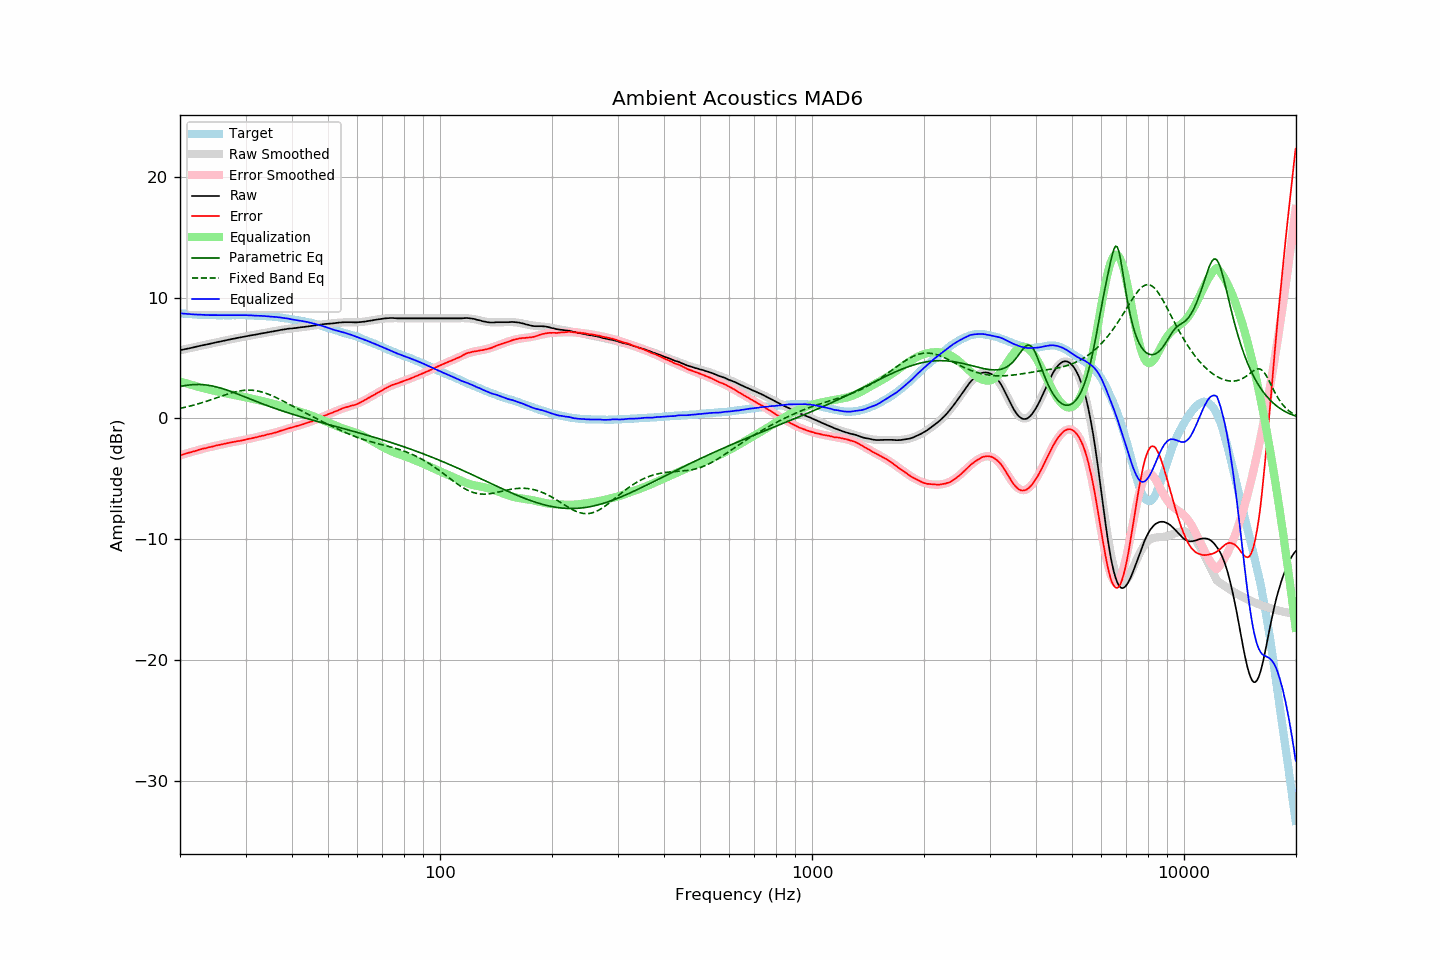 Ambient Acoustics MAD6
Target
Raw Smoothed
Error Smoothed
Raw
Error
Equalization
Parametric Eq
Fixed Band Eq
Equalized
20
10
0
−10
−20
−30
Amplitude (dBr)
100
1000
10000
Frequency (Hz)